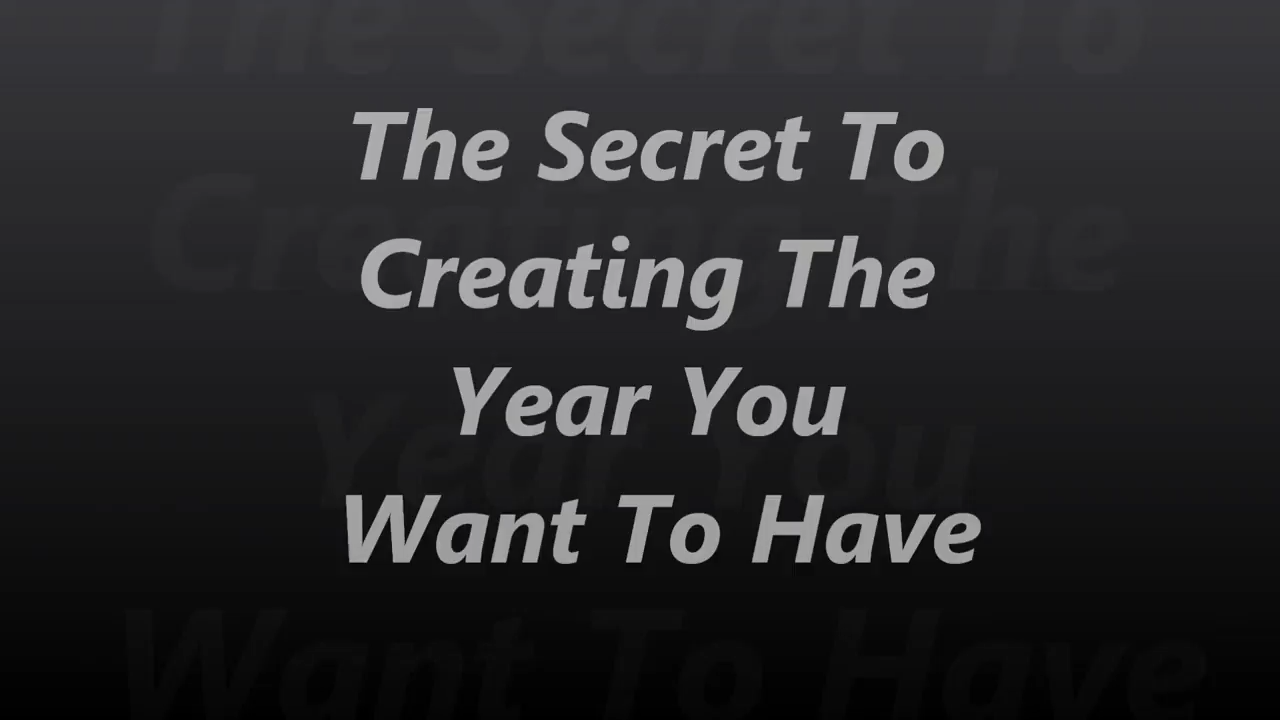 The Secret To
Creating The
Year You
Want To Have